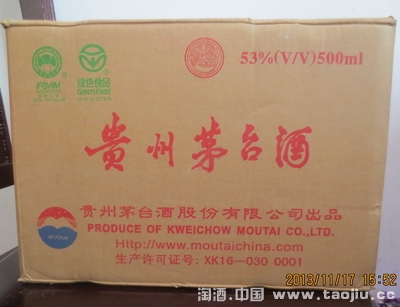 53%(V/V)500ml
绿色食品
GreenFood
贵州茅台酒
贵州茅台酒股份有限公司出品
PRODUCE OF KWEICHOW MOUTAI CO.,LTD.
MOUTAI
Http://www.moutaichina.com
生产许可证号: XK16-030 0001
2013/11/17 15:52
淘酒.中国 www.taojiu.cc